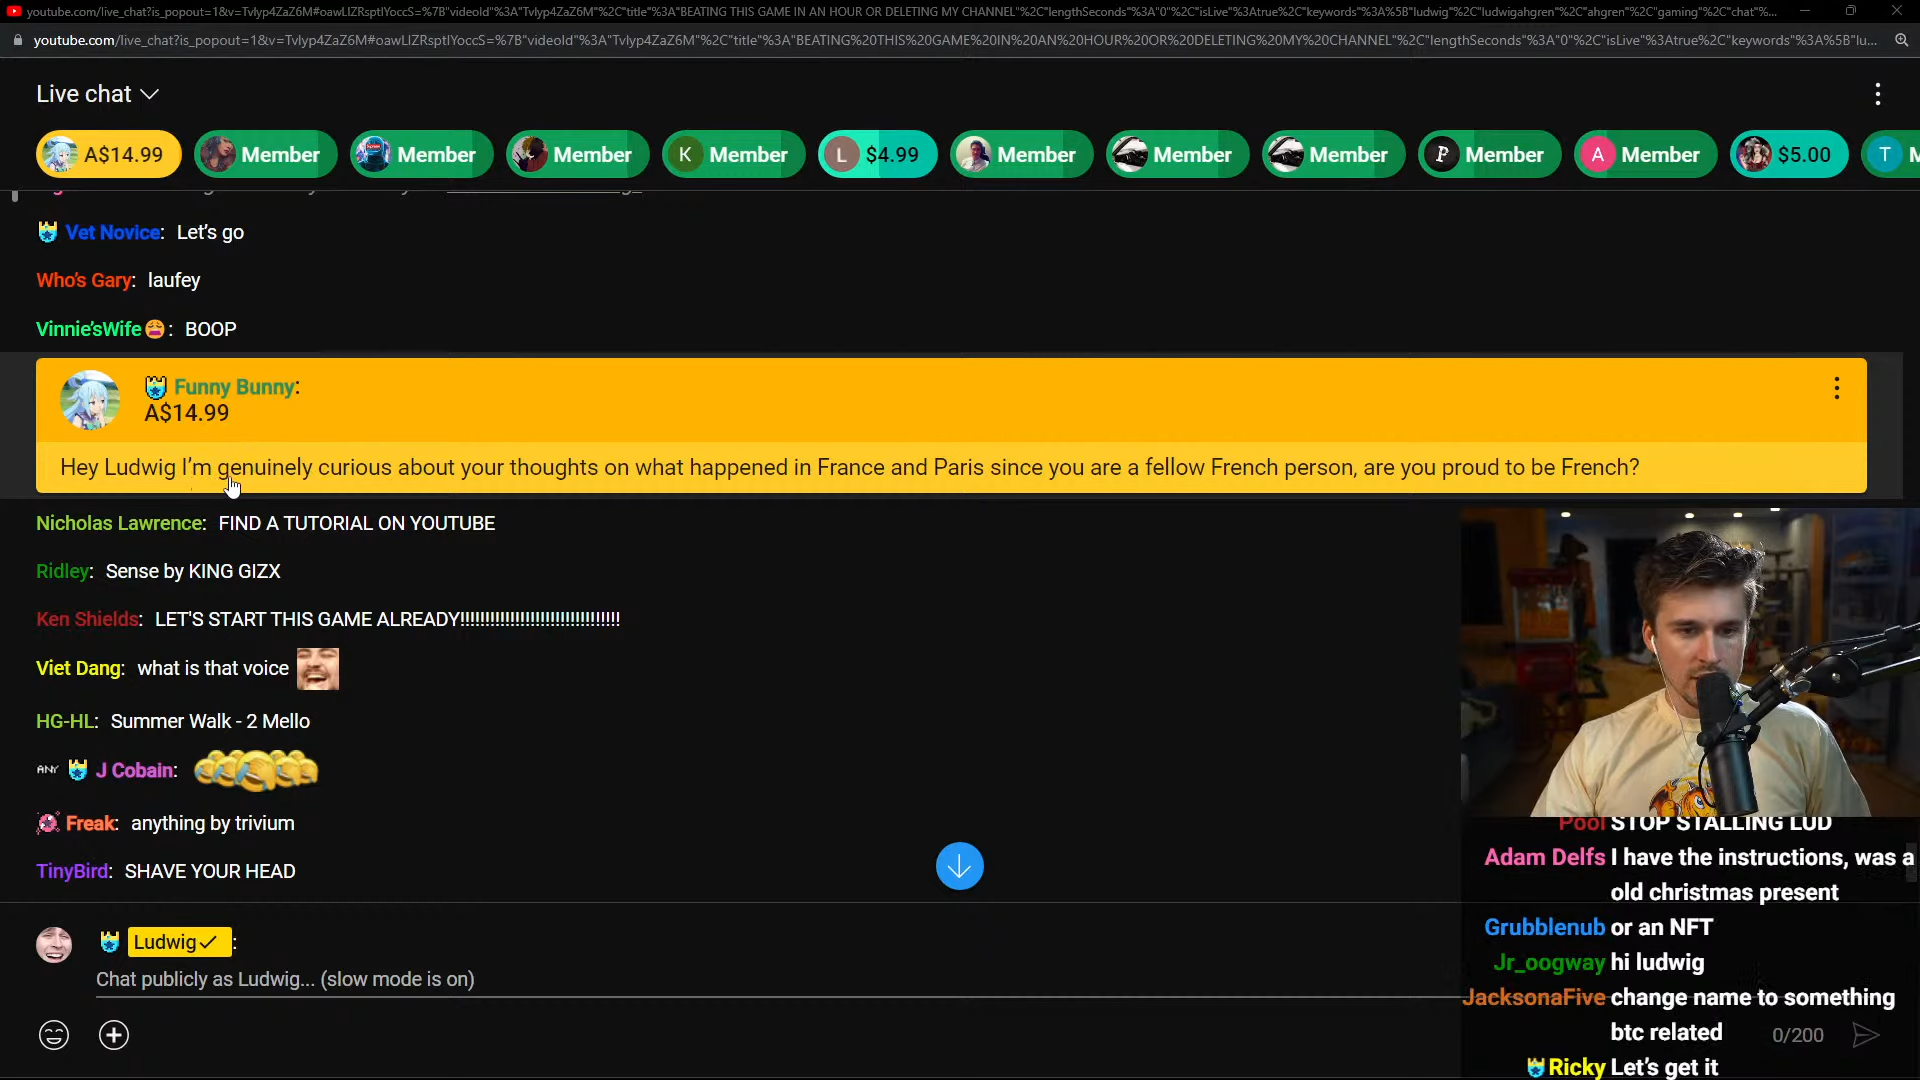 youtube.com/live_chat?is_popout=1&v=Tvlyp4ZaZ6M#oawLIZRsptIYoccS=%7B"videoId"%3A"Tvlyp4ZaZ6M"%2C"title"%3A"BEATING THIS GAME IN AN HOUR OR DELETING MY CHANNEL"%2C"lengthSeconds"%3A"0"%2C"isLive"%3Atrue%2C"keywords"%3A%5B"ludwig"%2C"ludwigahgren"%2C"ahgren"%2C"gaming"%2C"chat"%...
youtube.com/live_chat?is_popout=1&v=Tvlyp4ZaZ6M#oawLIZRsptIYoccS=%7B"videoId"%3A"Tvlyp4ZaZ6M"%2C"title"%3A"BEATING%20THIS%20GAME%20IN%20AN%20HOUR%20OR%20DELETING%20MY%20CHANNEL"%2C"lengthSeconds"%3A"0"%2C"isLive"%3Atrue%2C"keywords"%3A%5B"lu...
Live chat
A$14.99 Member Member Member K Member L $4.99 Member Member Member P Member A Member $5.00 T M
Vet Novice: Let's go
Who's Gary: laufey
Vinnie'sWife😩: BOOP
Funny Bunny:
A$14.99
Hey Ludwig I'm genuinely curious about your thoughts on what happened in France and Paris since you are a fellow French person, are you proud to be French?
Nicholas Lawrence: FIND A TUTORIAL ON YOUTUBE
Ridley: Sense by KING GIZX
Ken Shields: LET'S START THIS GAME ALREADY!!!!!!!!!!!!!!!!!!!!!!!!!!!!!!!!
Viet Dang: what is that voice
HG-HL: Summer Walk - 2 Mello
ANY J Cobain:
Freak: anything by trivium
TinyBird: SHAVE YOUR HEAD
Ludwig✓:
Chat publicly as Ludwig... (slow mode is on)
0/200
Pool STOP STALLING LUD
Adam Delfs I have the instructions, was a
old christmas present
Grubblenub or an NFT
Jr_oogway hi ludwig
JacksonaFive change name to something
btc related
Ricky Let's get it